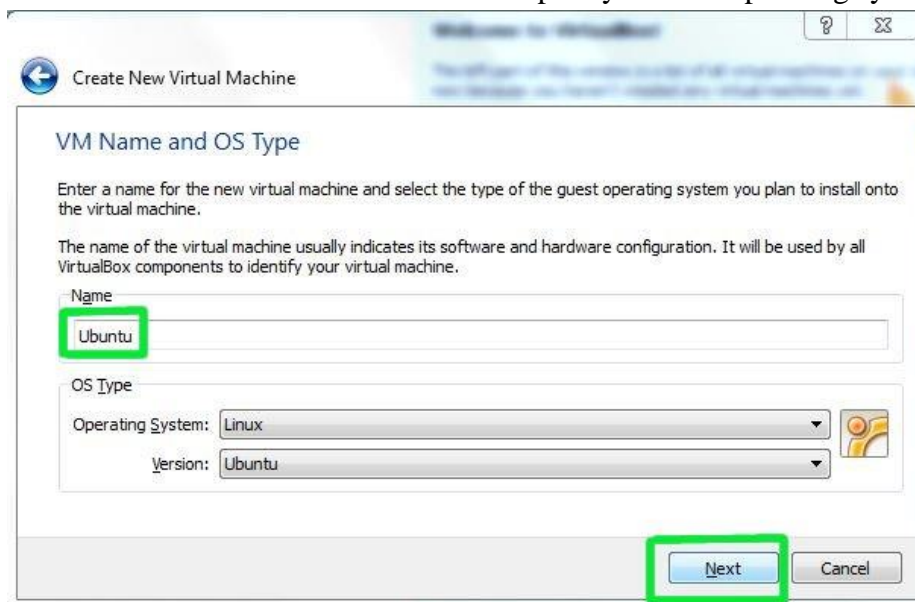 Create New Virtual Machine
VM Name and OS Type
Enter a name for the new virtual machine and select the type of the guest operating system you plan to install onto
the virtual machine.
The name of the virtual machine usually indicates its software and hardware configuration. It will be used by all
VirtualBox components to identify your virtual machine.
Name
Ubuntu
OS Type
Operating System: Linux
Version: Ubuntu
Next
Cancel